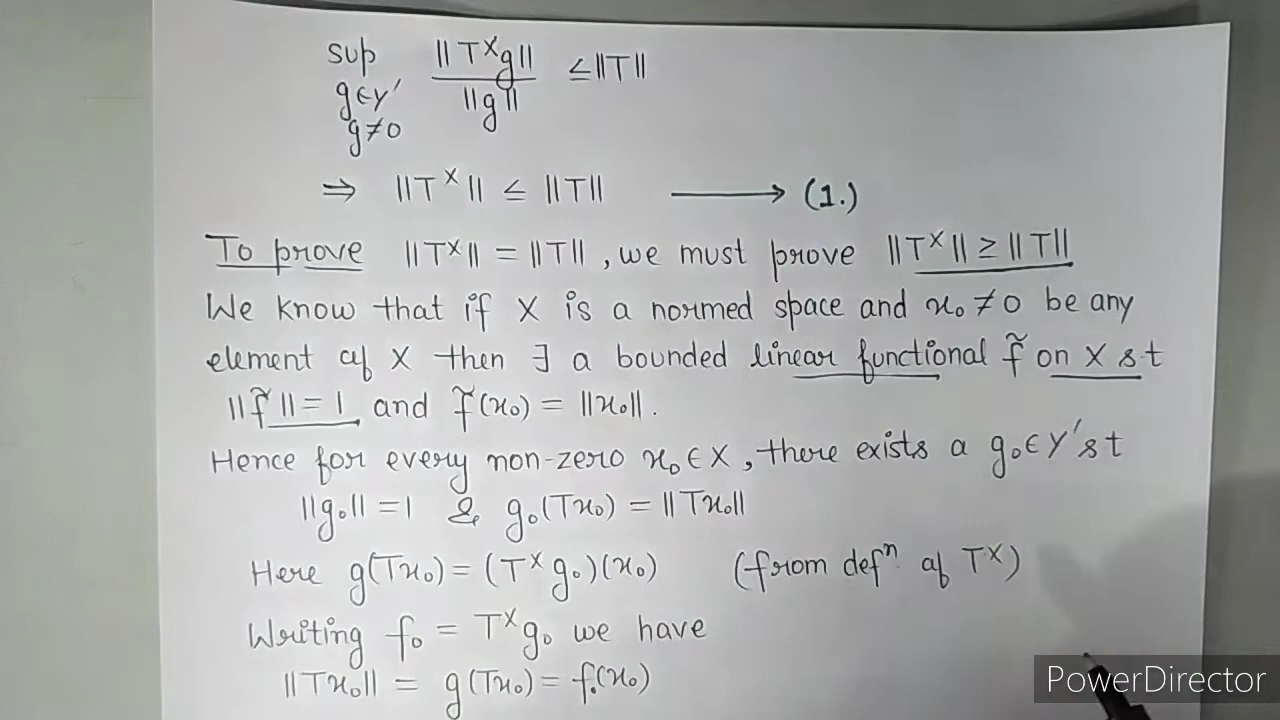 sup ||T^x g|| / ||g|| ≤ ||T||
g∈Y'
g≠0
⇒ ||T^x|| ≤ ||T|| ⟶ (1.)
To prove ||T^x|| = ||T||, we must prove ||T^x|| ≥ ||T||
We know that if X is a normed space and x₀ ≠ 0 be any
element of X then ∃ a bounded linear functional f̃ on X s.t
||f̃|| = 1 and f̃(x₀) = ||x₀||.
Hence for every non-zero x₀ ∈ X, there exists a g₀∈Y' s t
||g₀|| = 1 & g₀(Tx₀) = ||Tx₀||
Here g(Tx₀) = (T^x g₀)(x₀) (from defⁿ of T^x)
Writing f₀ = T^x g₀ we have
||Tx₀|| = g(Tx₀) = f₀(x₀)
PowerDirector